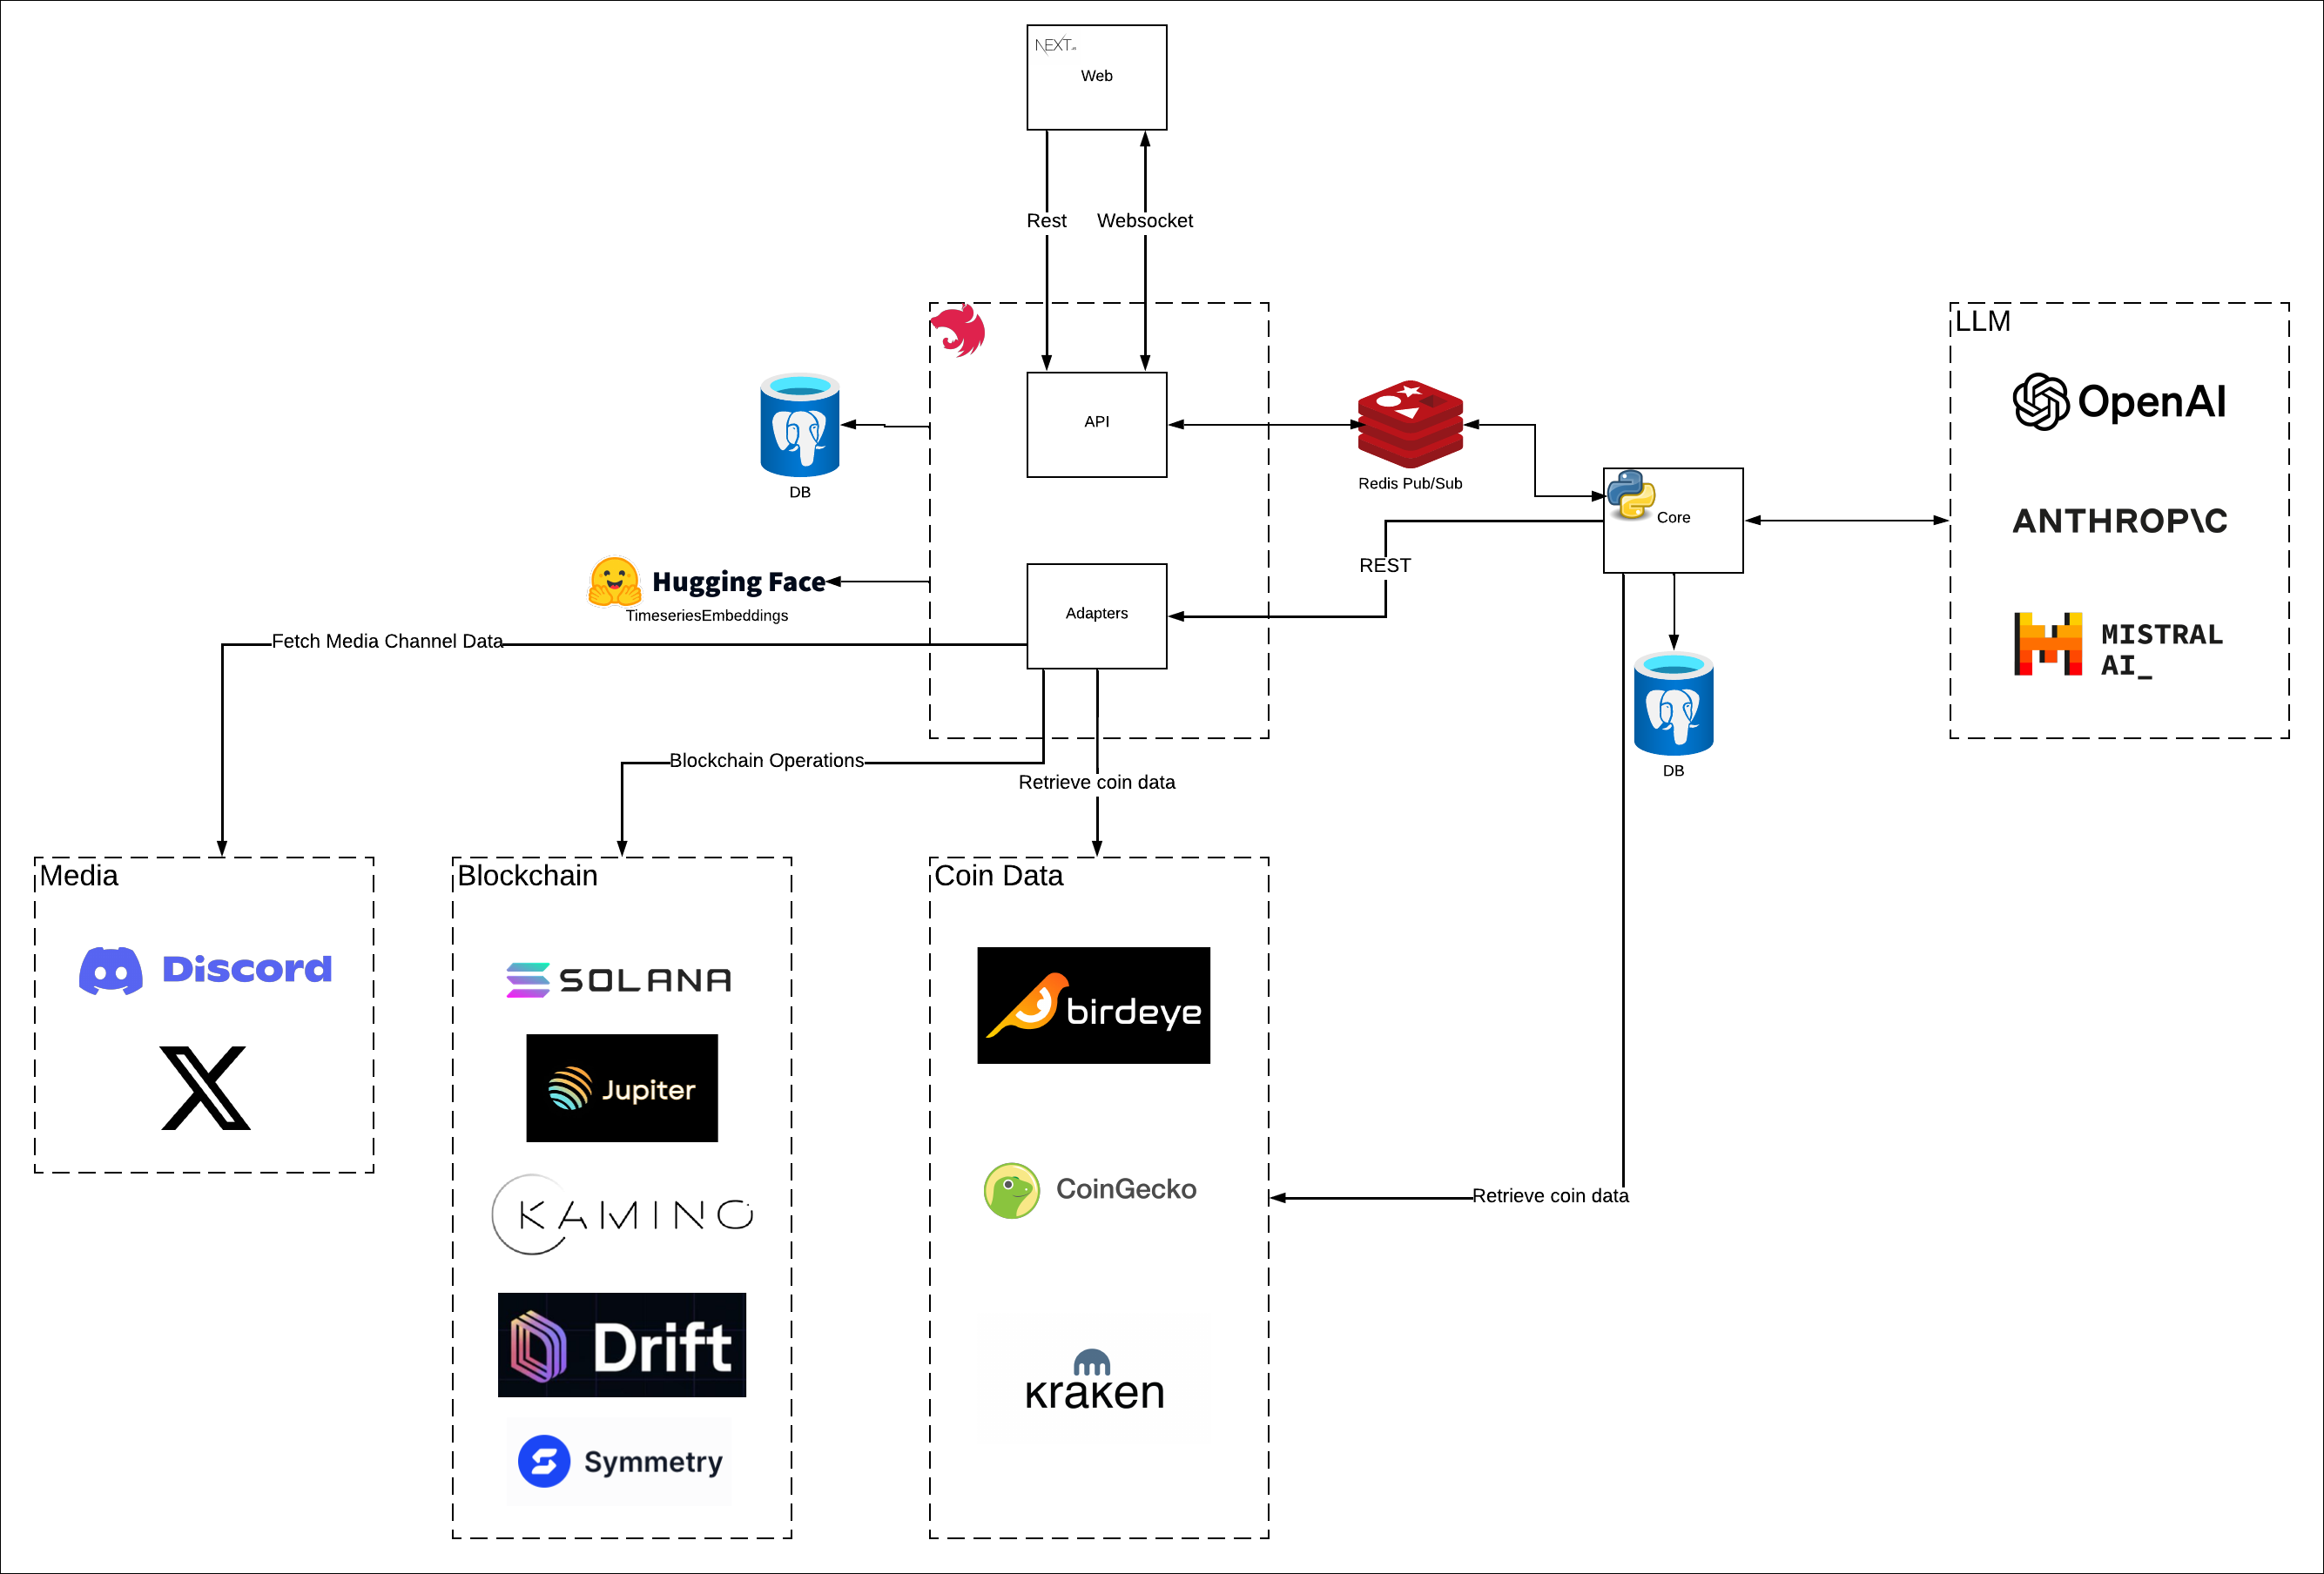 NEXT.JS
Web
Rest
Websocket
API
DB
Redis Pub/Sub
Core
LLM
OpenAI
ANTHROP\C
MISTRAL
AI_
REST
Hugging Face
TimeseriesEmbeddings
Adapters
Fetch Media Channel Data
Blockchain Operations
Retrieve coin data
DB
Media
Discord
X
Blockchain
SOLANA
Jupiter
KAMINO
Drift
Symmetry
Coin Data
birdeye
CoinGecko
kraken
Retrieve coin data